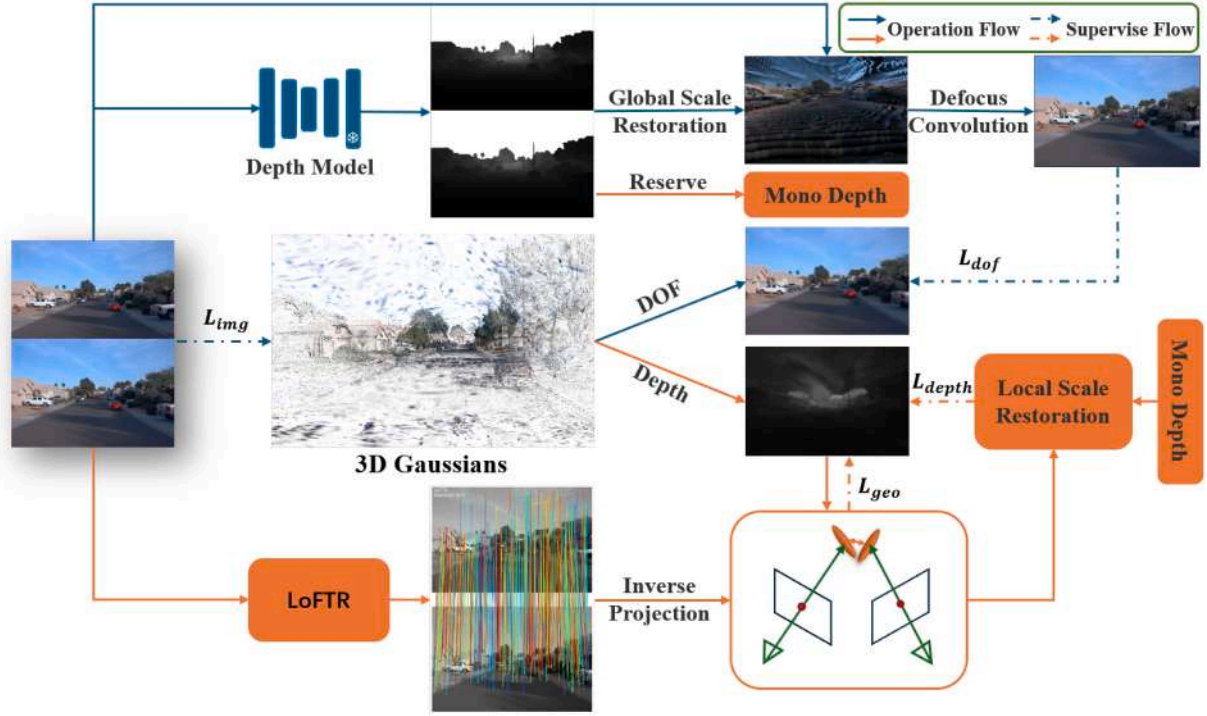 Operation Flow
Supervise Flow
Depth Model
Global Scale
Restoration
Defocus
Convolution
Reserve
Mono Depth
L_dof
L_img
DOF
Depth
3D Gaussians
L_depth
Local Scale
Restoration
Mono Depth
L_geo
LoFTR
Inverse
Projection